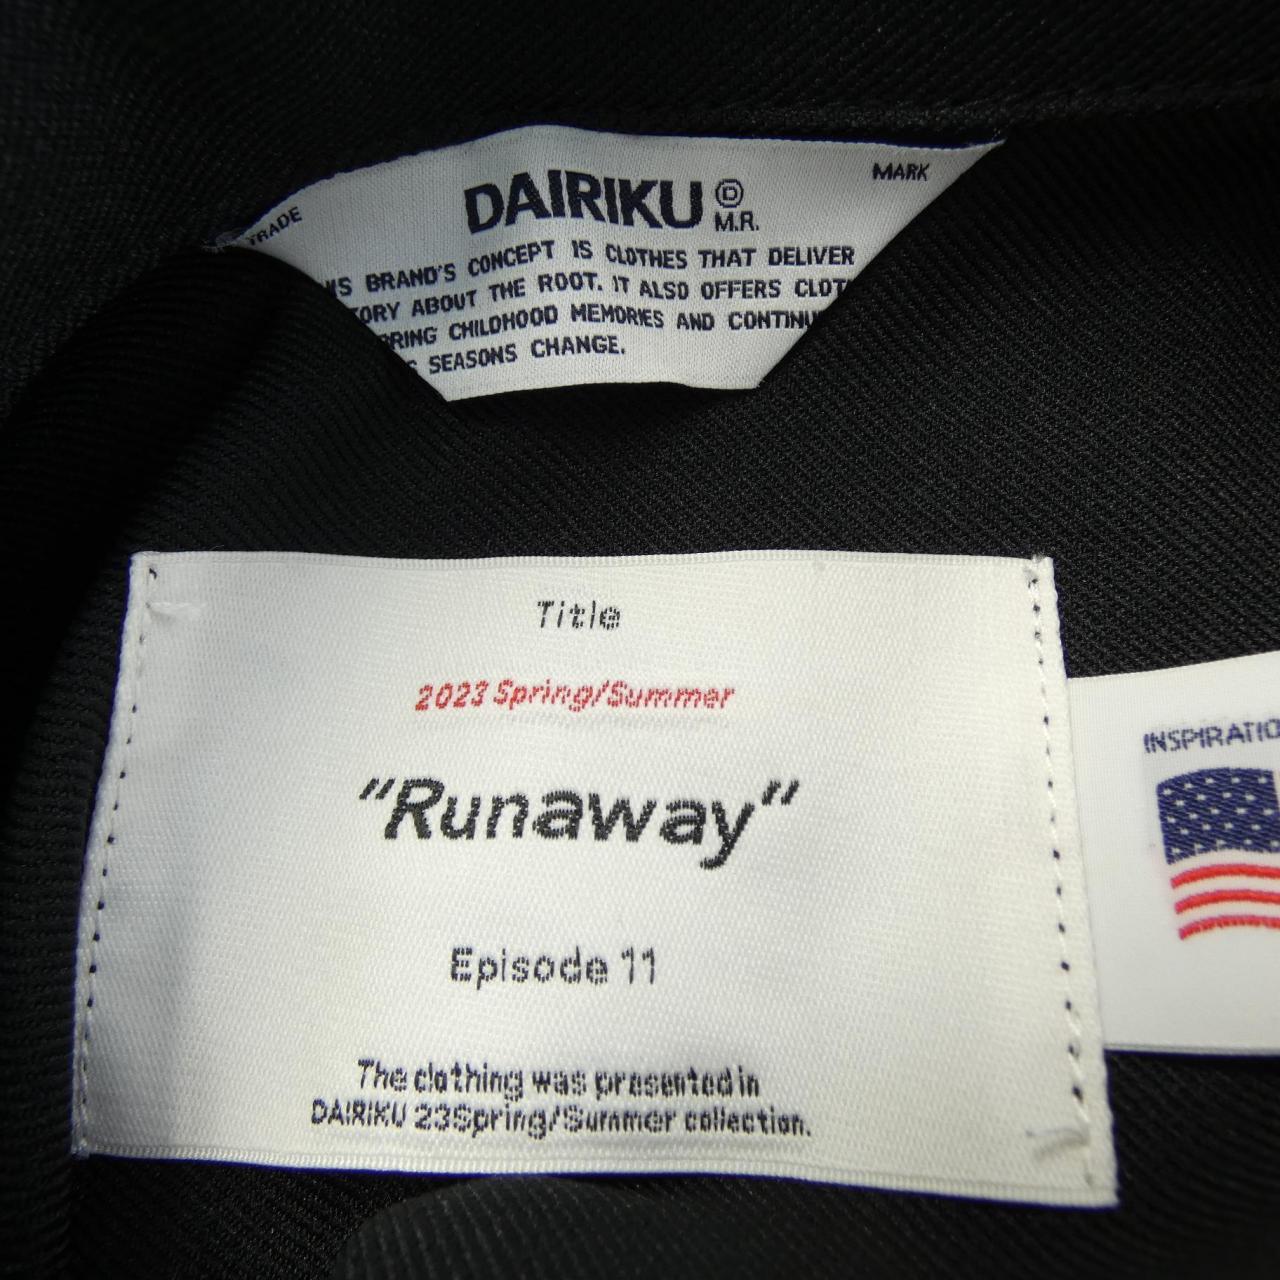 TRADE
MARK
DAIRIKU Ⓓ
M.R.
BRAND'S CONCEPT IS CLOTHES THAT DELIVER
ABOUT THE ROOT. IT ALSO OFFERS
CHILDHOOD MEMORIES AND
SEASONS CHANGE.
Title
2023 Spring/Summer
"Runaway"
Episode 11
The clothing was presented in
DAIRIKU 23Spring/Summer collection.
INSPIRATIO